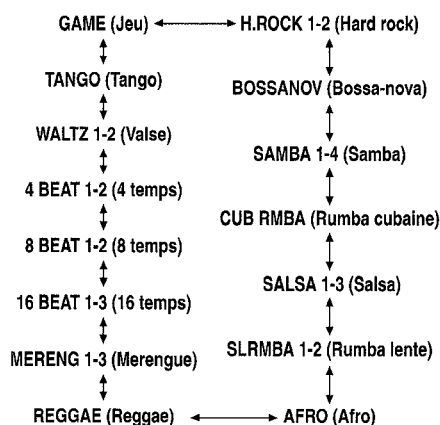 GAME (Jeu)
TANGO (Tango)
WALTZ 1-2 (Valse)
4 BEAT 1-2 (4 temps)
8 BEAT 1-2 (8 temps)
16 BEAT 1-3 (16 temps)
MERENG 1-3 (Merengue)
REGGAE (Reggae)
H.ROCK 1-2 (Hard rock)
BOSSANOV (Bossa-nova)
SAMBA 1-4 (Samba)
CUB RMBA (Rumba cubaine)
SALSA 1-3 (Salsa)
SLRMBA 1-2 (Rumba lente)
AFRO (Afro)